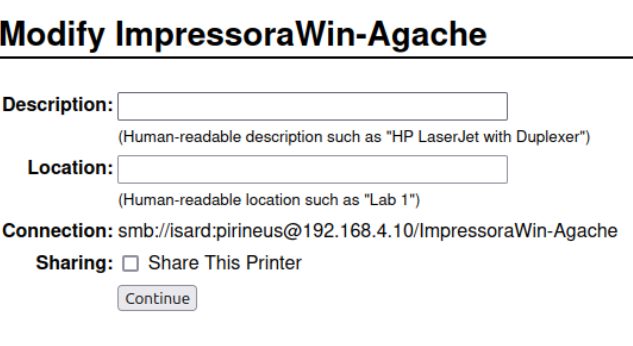 Modify ImpressoraWin-Agache
Description:
(Human-readable description such as "HP LaserJet with Duplexer")
Location:
(Human-readable location such as "Lab 1")
Connection: smb://isard:pirineus@192.168.4.10/ImpressoraWin-Agache
Sharing: Share This Printer
Continue